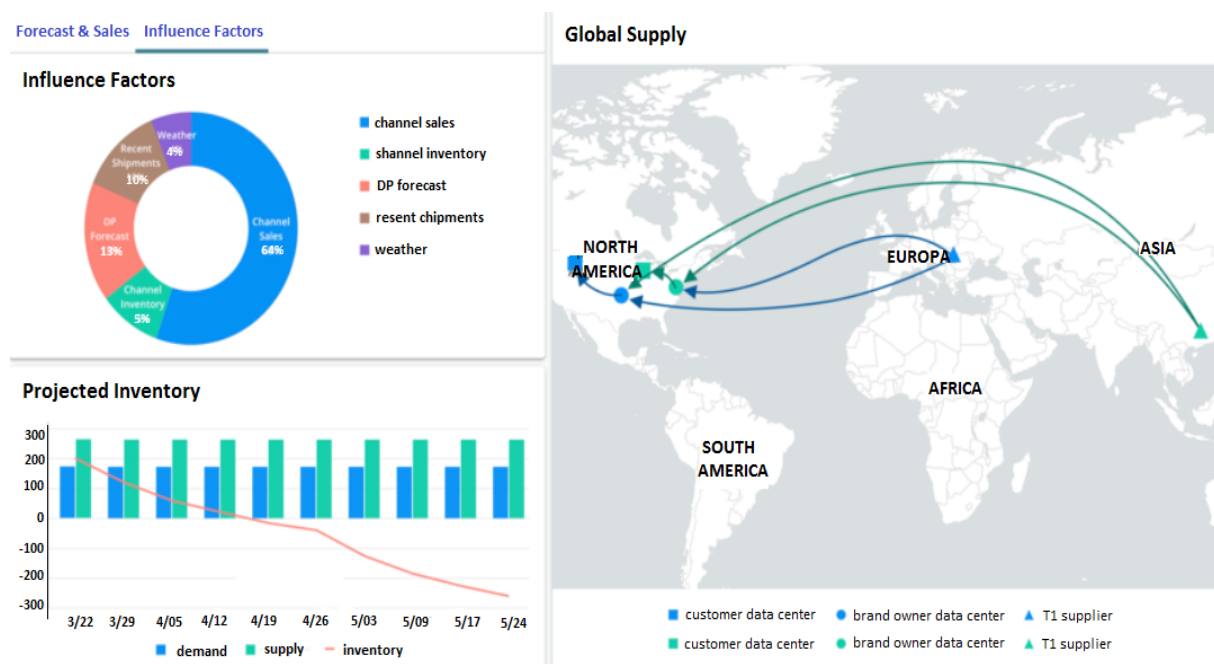 Forecast & Sales Influence Factors
Influence Factors
Weather
4%
Recent
Shipments
10%
DP
Forecast
13%
Channel
Inventory
5%
Channel
Sales
64%
channel sales
shannel inventory
DP forecast
resent chipments
weather
Projected Inventory
300
200
100
0
-100
-200
-300
3/22 3/29 4/05 4/12 4/19 4/26 5/03 5/09 5/17 5/24
demand supply inventory
Global Supply
NORTH
AMERICA
EUROPA
ASIA
AFRICA
SOUTH
AMERICA
customer data center brand owner data center T1 supplier
customer data center brand owner data center T1 supplier